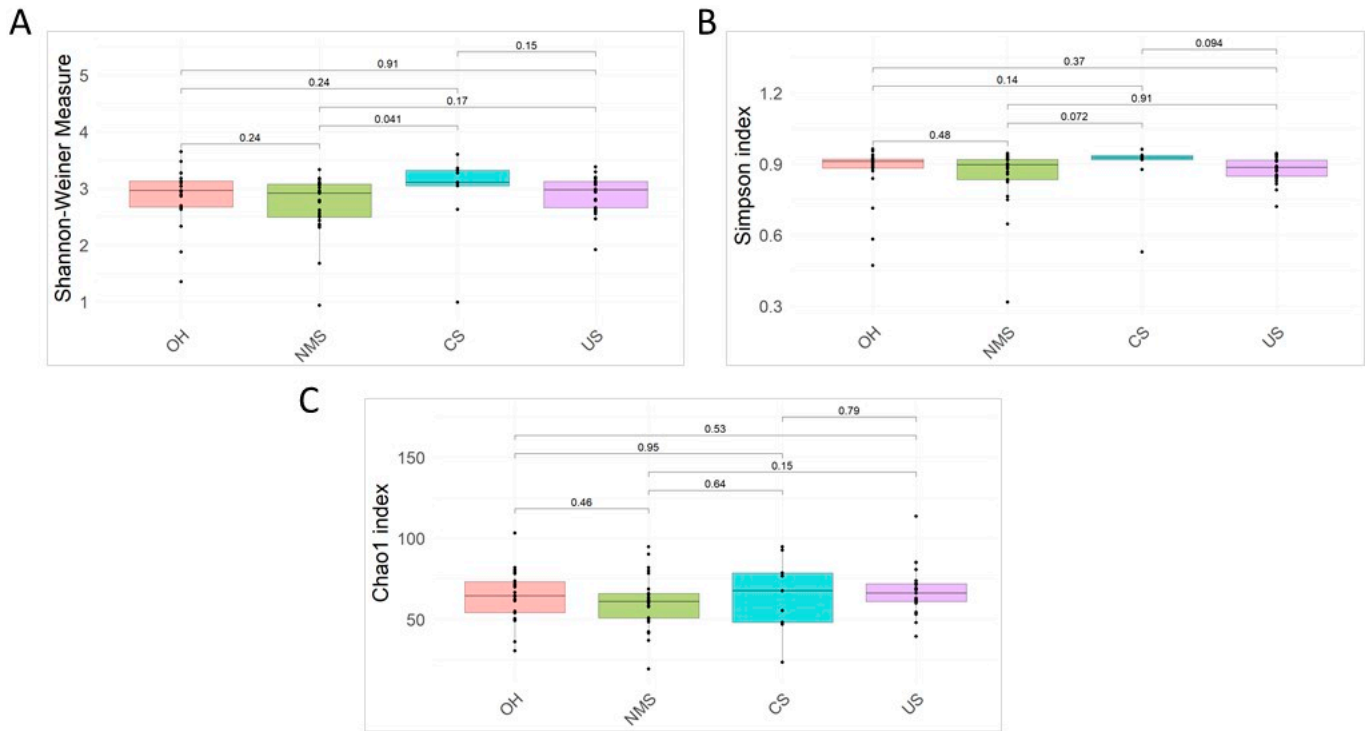 A
Shannon-Weiner Measure
5
4
3
2
1
0.15
0.91
0.24
0.17
0.041
0.24
OH
NMS
CS
US
B
Simpson index
1.2
0.9
0.6
0.3
0.094
0.37
0.14
0.91
0.072
0.48
OH
NMS
CS
US
C
Chao1 index
150
100
50
0.79
0.53
0.95
0.15
0.64
0.46
OH
NMS
CS
US